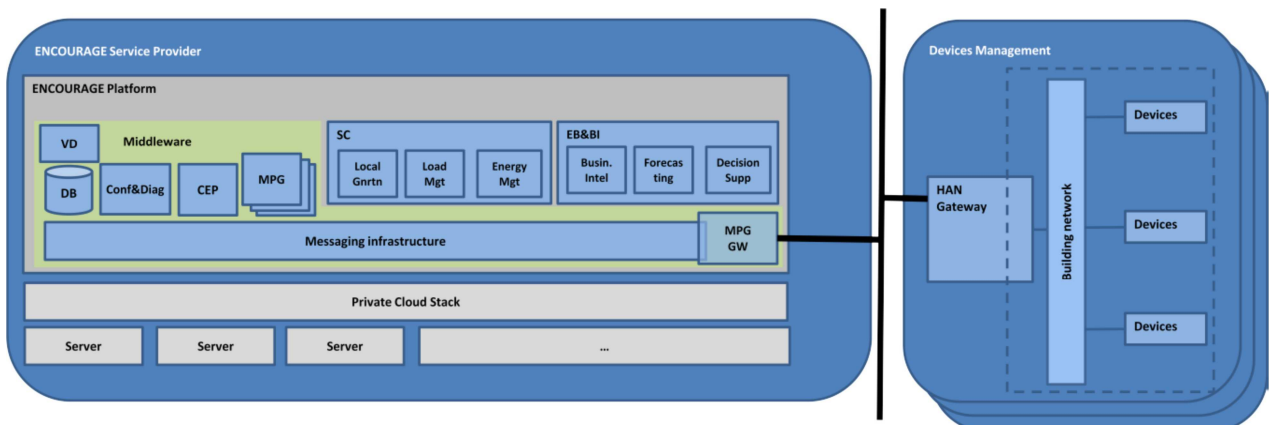 ENCOURAGE Service Provider
ENCOURAGE Platform
VD
Middleware
DB
Conf&Diag
CEP
MPG
SC
Local
Gnrtn
Load
Mgt
Energy
Mgt
EB&BI
Busin.
Intel
Forecas
ting
Decision
Supp
Messaging infrastructure
MPG
GW
Private Cloud Stack
Server
Server
Server
...
Devices Management
HAN
Gateway
Building network
Devices
Devices
Devices